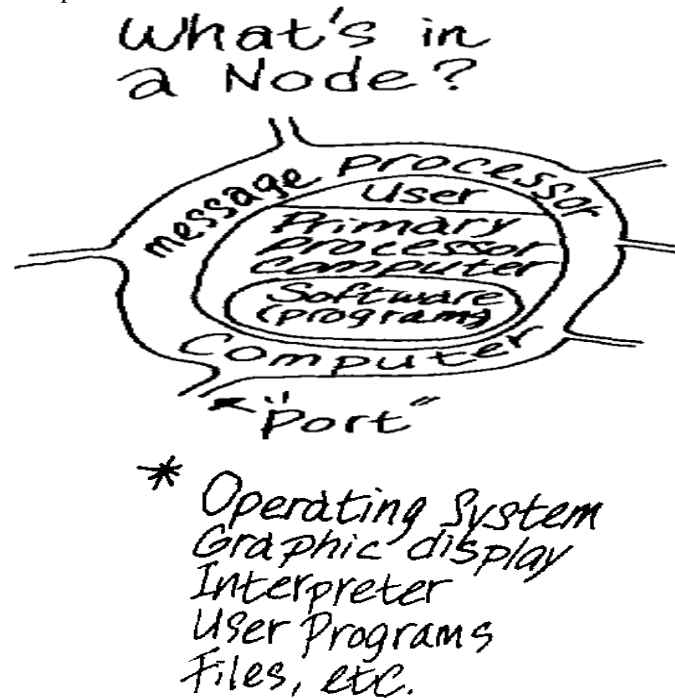 What's in
a Node?
message processor
User
Primary
processor
computer
Software
(programs)
Computer
"Port"
* Operating System
Graphic display
Interpreter
User Programs
Files, etc.